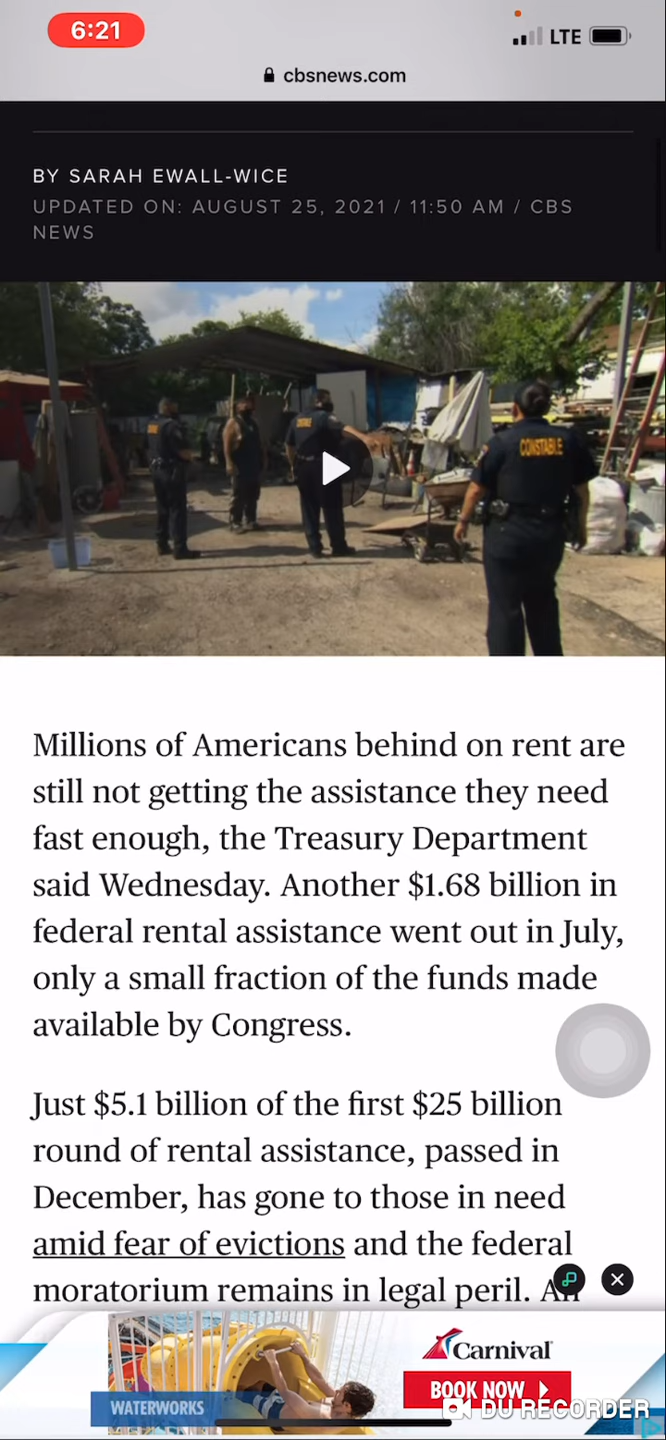 6:21
LTE
cbsnews.com
BY SARAH EWALL-WICE
UPDATED ON: AUGUST 25, 2021 / 11:50 AM / CBS
NEWS
CONSTABLE
Millions of Americans behind on rent are
still not getting the assistance they need
fast enough, the Treasury Department
said Wednesday. Another $1.68 billion in
federal rental assistance went out in July,
only a small fraction of the funds made
available by Congress.
Just $5.1 billion of the first $25 billion
round of rental assistance, passed in
December, has gone to those in need
amid fear of evictions and the federal
moratorium remains in legal peril.
Carnival
BOOK NOW
WATERWORKS
DU RECORDER